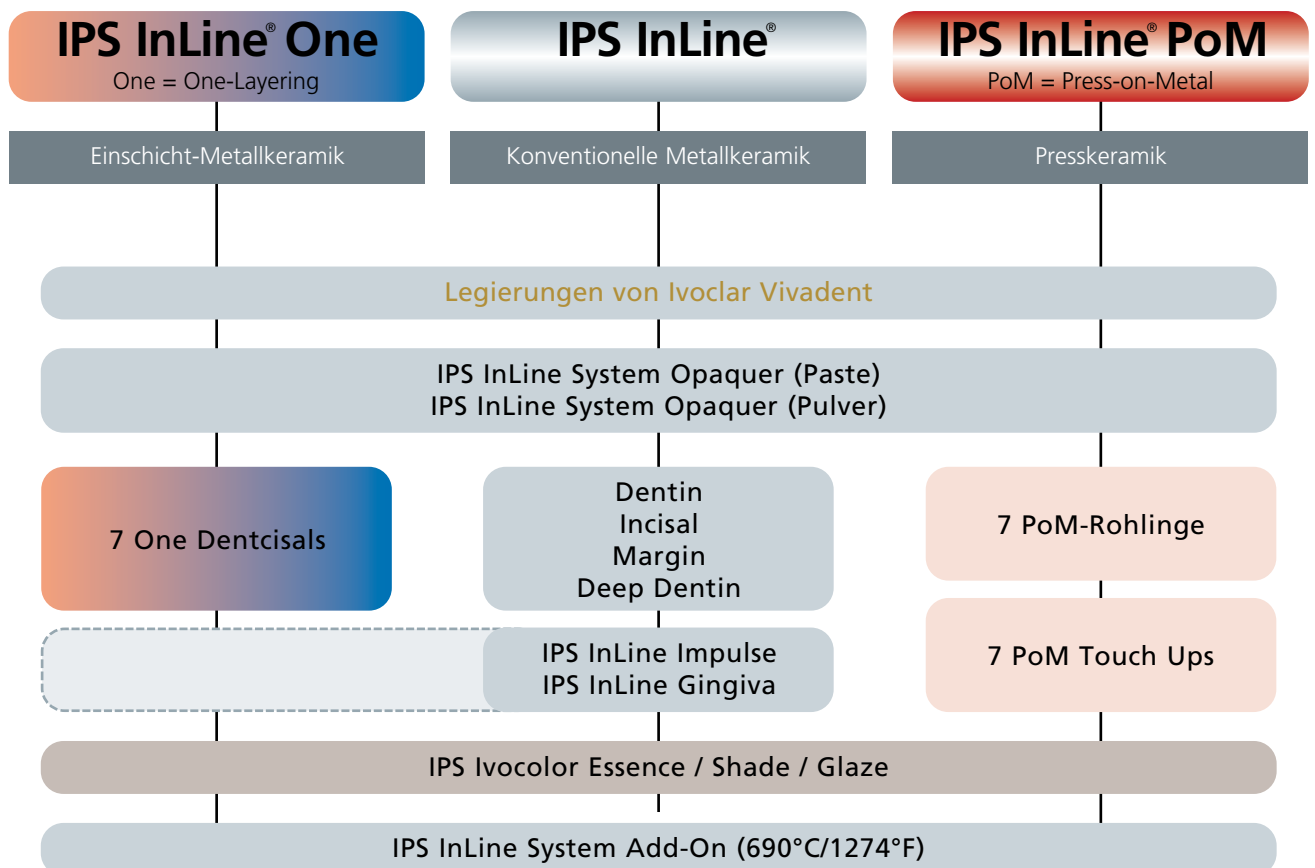 IPS InLine® One
One = One-Layering
IPS InLine®
IPS InLine® PoM
PoM = Press-on-Metal
Einschicht-Metallkeramik
Konventionelle Metallkeramik
Presskeramik
Legierungen von Ivoclar Vivadent
IPS InLine System Opaquer (Paste)
IPS InLine System Opaquer (Pulver)
7 One Dentcisals
Dentin
Incisal
Margin
Deep Dentin
7 PoM-Rohlinge
IPS InLine Impulse
IPS InLine Gingiva
7 PoM Touch Ups
IPS Ivocolor Essence / Shade / Glaze
IPS InLine System Add-On (690°C/1274°F)